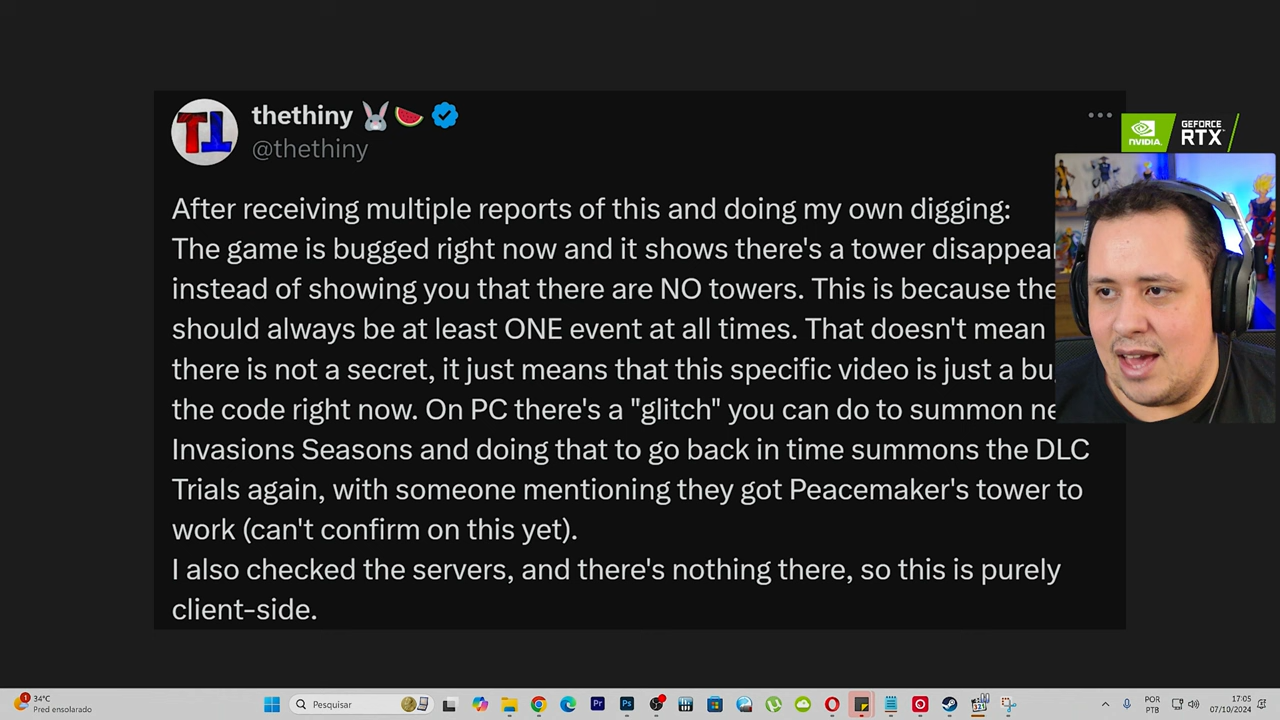 thethiny
@thethiny
NVIDIA.
GEFORCE
RTX
After receiving multiple reports of this and doing my own digging:
The game is bugged right now and it shows there's a tower disappear
instead of showing you that there are NO towers. This is because the
should always be at least ONE event at all times. That doesn't mean
there is not a secret, it just means that this specific video is just a bu
the code right now. On PC there's a "glitch" you can do to summon ne
Invasions Seasons and doing that to go back in time summons the DLC
Trials again, with someone mentioning they got Peacemaker's tower to
work (can't confirm on this yet).
I also checked the servers, and there's nothing there, so this is purely
client-side.
1
34°C
Pred ensolarado
Pesquisar
Pr
Ps
POR
PTB
17:05
07/10/2024